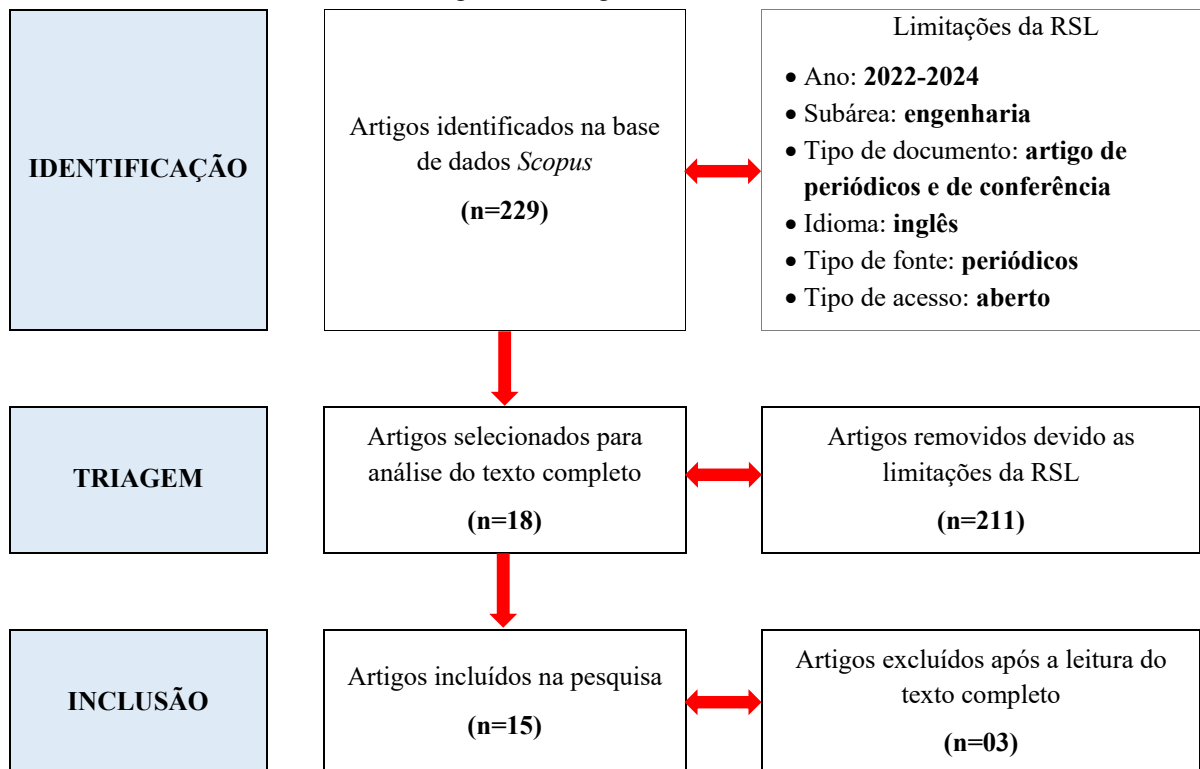 IDENTIFICAÇÃO
Artigos identificados na base
de dados Scopus
(n=229)
Limitações da RSL
• Ano: 2022-2024
• Subárea: engenharia
• Tipo de documento: artigo de
periódicos e de conferência
• Idioma: inglês
• Tipo de fonte: periódicos
• Tipo de acesso: aberto
TRIAGEM
Artigos selecionados para
análise do texto completo
(n=18)
Artigos removidos devido as
limitações da RSL
(n=211)
INCLUSÃO
Artigos incluídos na pesquisa
(n=15)
Artigos excluídos após a leitura do
texto completo
(n=03)